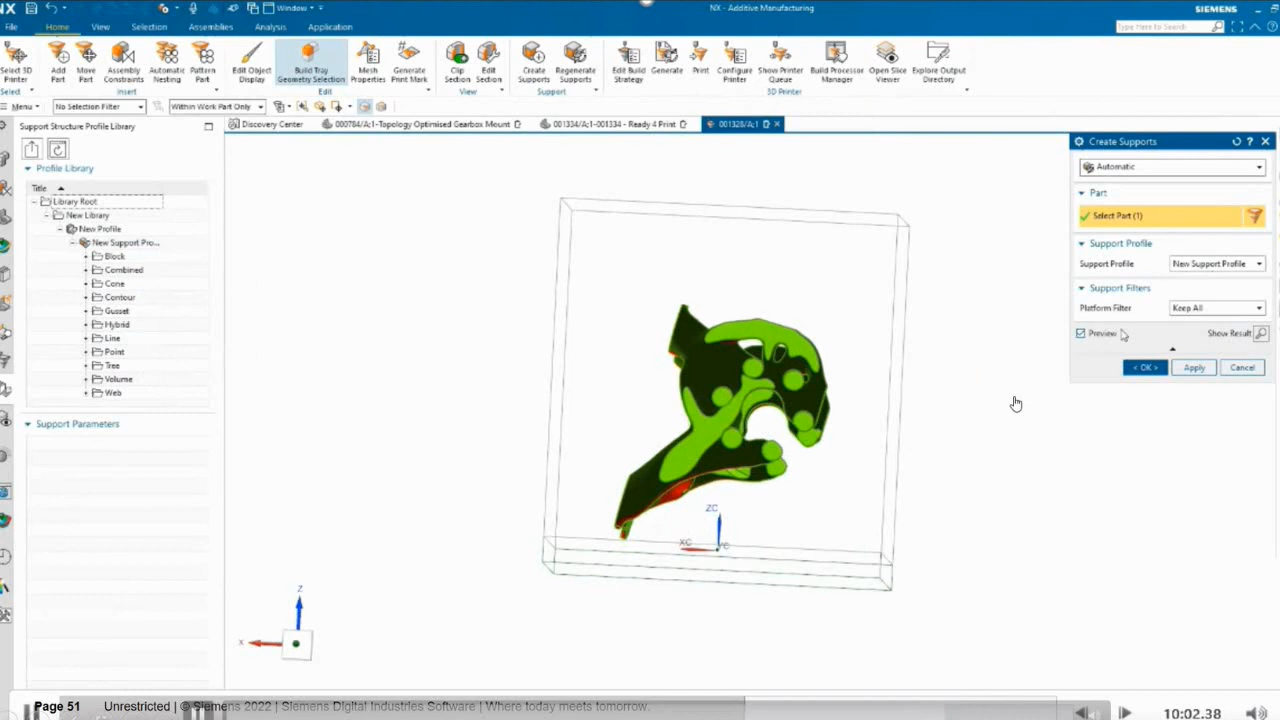 NX
Window
NX - Additive Manufacturing
SIEMENS
File Home View Selection Assemblies Analysis Application
Type Here to Search
Select 3D Printer
Add Part
Move Part
Assembly Constraints
Automatic Nesting
Pattern Part
Edit Object Display
Build Tray Geometry Selection
Mesh Properties
Generate Print Mark
Clip Section
Edit Section
Create Supports
Regenerate Supports
Edit Build Strategy
Generate
Print
Configure Printer
Show Printer Queue
Build Processor Manager
Open Slice Viewer
Explore Output Directory
Select Insert Edit View Support 3D Printer
Menu No Selection Filter Within Work Part Only
Support Structure Profile Library
Discovery Center 000784/A;1-Topology Optimised Gearbox Mount 001334/A;1-001334 - Ready 4 Print 001328/A;1
Profile Library
Title
Library Root
New Library
New Profile
New Support Pro...
Block
Combined
Cone
Contour
Gusset
Hybrid
Line
Point
Tree
Volume
Web
Support Parameters
Create Supports
Automatic
Part
Select Part (1)
Support Profile
Support Profile New Support Profile
Support Filters
Platform Filter Keep All
Preview Show Result
< OK > Apply Cancel
ZC
XC YC
Z
X
Page 51 Unrestricted | © Siemens 2022 | Siemens Digital Industries Software | Where today meets tomorrow.
10:02.38